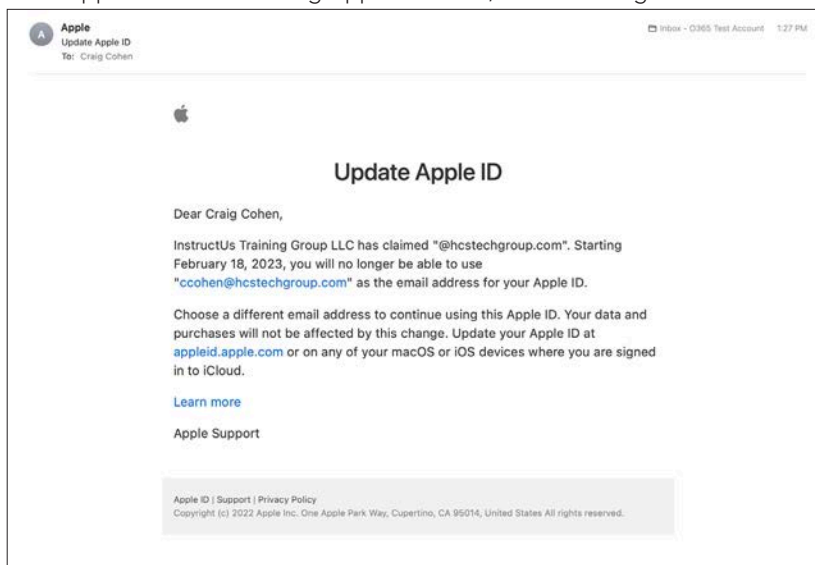 A
Apple
Update Apple ID
To: Craig Cohen
Inbox - O365 Test Account 1:27 PM
Update Apple ID
Dear Craig Cohen,
InstructUs Training Group LLC has claimed "@hcstechgroup.com". Starting
February 18, 2023, you will no longer be able to use
"ccohen@hcstechgroup.com" as the email address for your Apple ID.
Choose a different email address to continue using this Apple ID. Your data and
purchases will not be affected by this change. Update your Apple ID at
appleid.apple.com or on any of your macOS or iOS devices where you are signed
in to iCloud.
Learn more
Apple Support
Apple ID | Support | Privacy Policy
Copyright (c) 2022 Apple Inc. One Apple Park Way, Cupertino, CA 95014, United States All rights reserved.